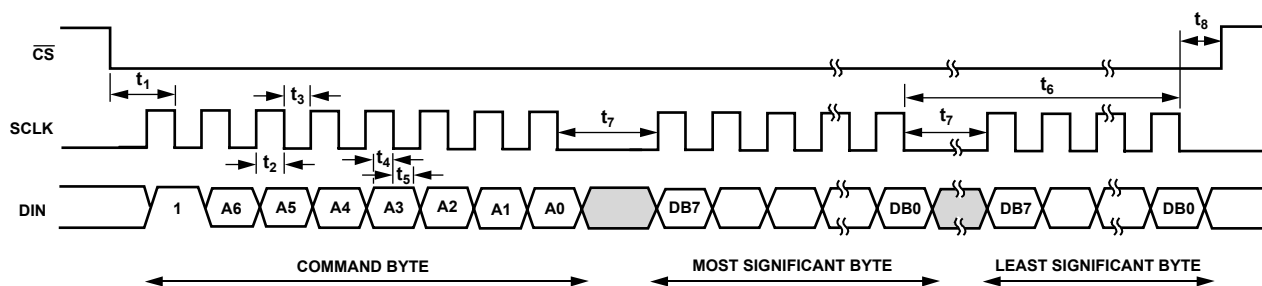 t8
CS
t1
t3
t6
SCLK
t7
t7
t2
t4
t5
DIN
1
A6
A5
A4
A3
A2
A1
A0
DB7
DB0
DB7
DB0
COMMAND BYTE
MOST SIGNIFICANT BYTE
LEAST SIGNIFICANT BYTE